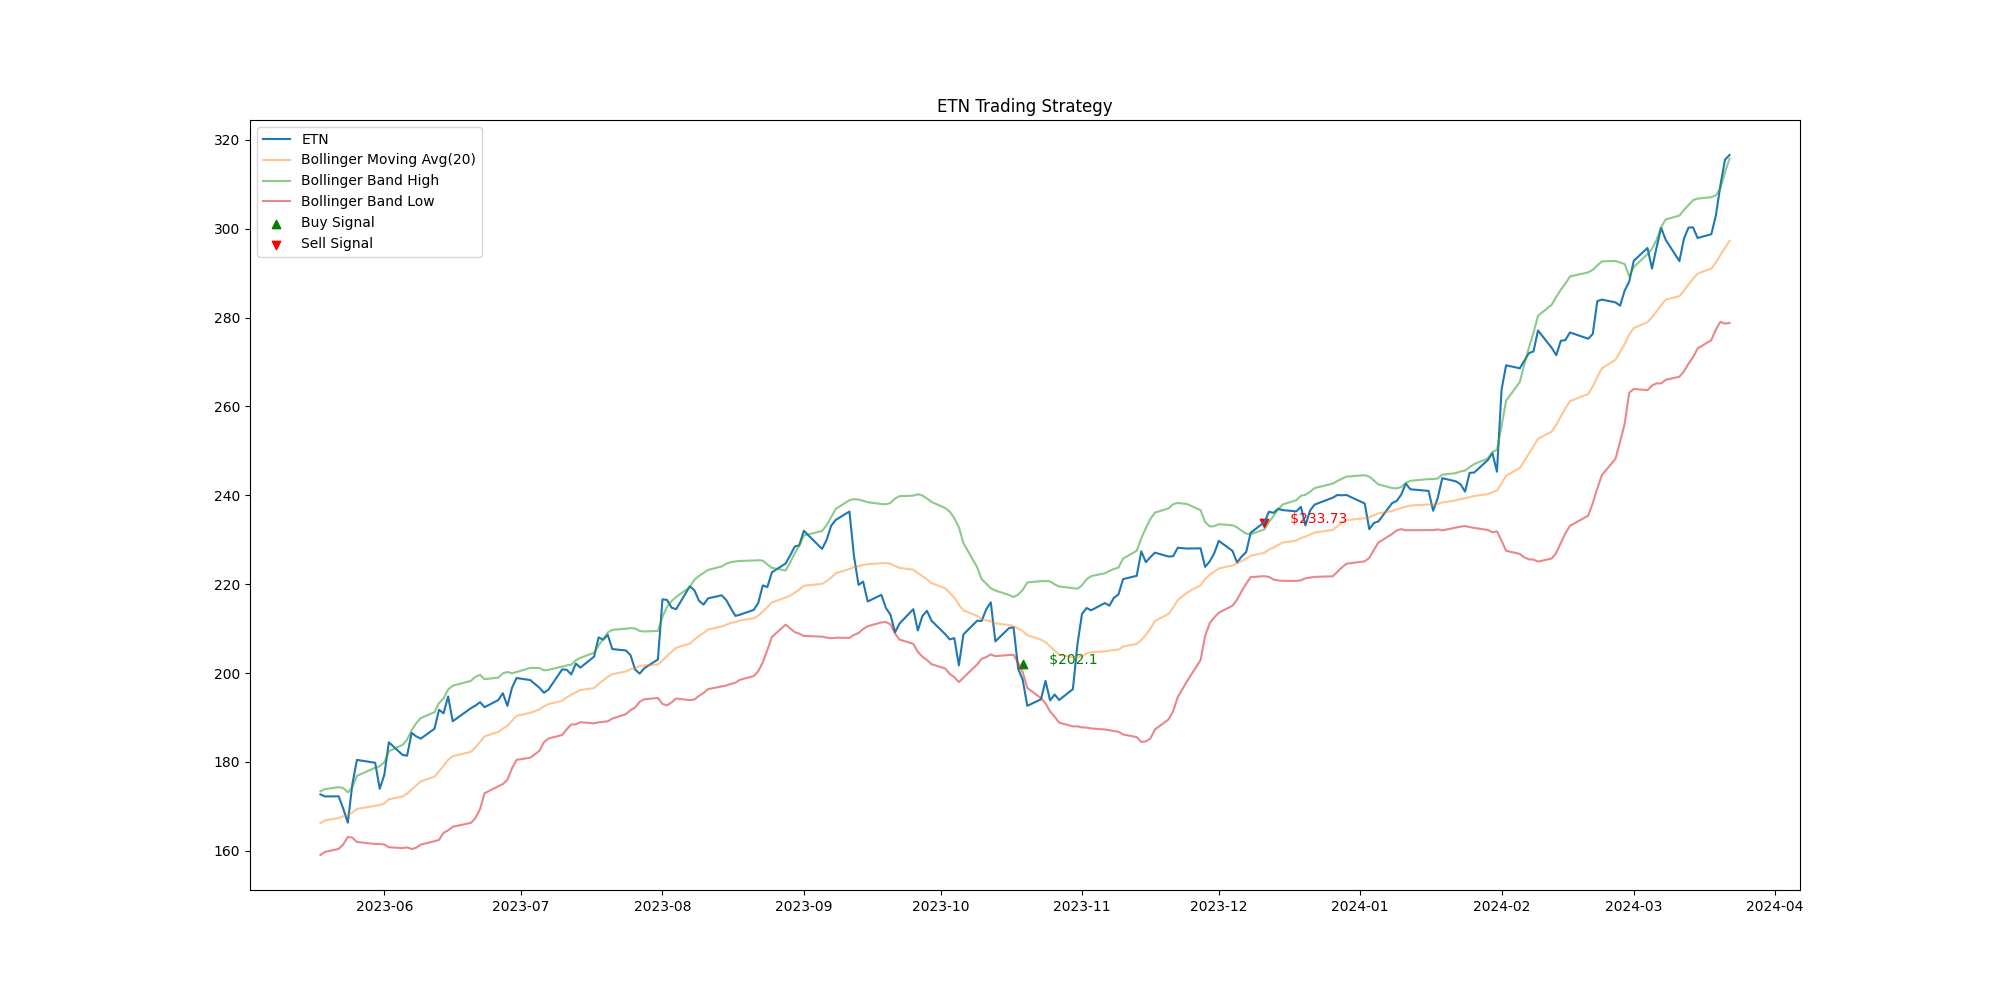 ETN Trading Strategy
320
300
280
260
240
220
200
180
160
ETN
Bollinger Moving Avg(20)
Bollinger Band High
Bollinger Band Low
Buy Signal
Sell Signal
$233.73
$202.1
2023-06 2023-07 2023-08 2023-09 2023-10 2023-11 2023-12 2024-01 2024-02 2024-03 2024-04